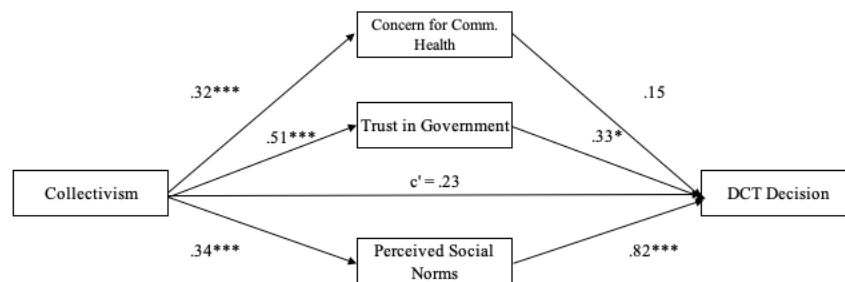 Concern for Comm.
Health
.32***
.15
Trust in Government
.51***
.33*
Collectivism
c' = .23
DCT Decision
.34***
Perceived Social
Norms
.82***